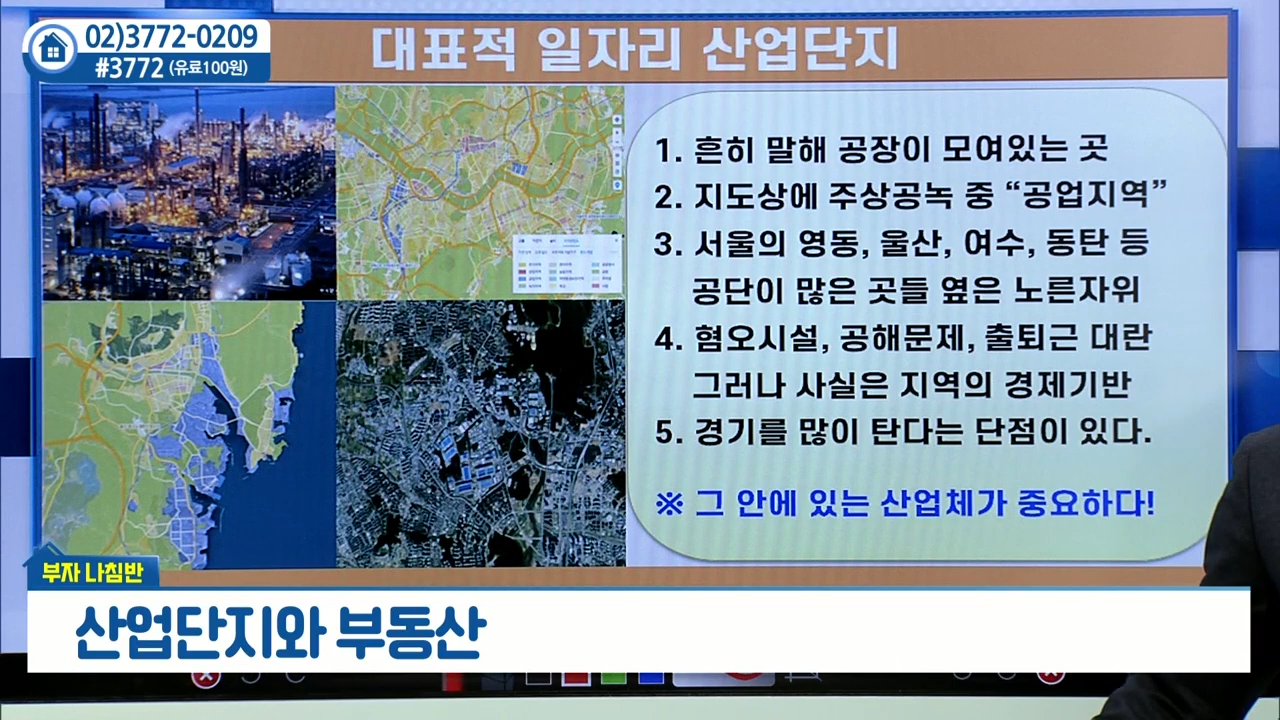 02)3772-0209
#3772 (유료100원)
대표적 일자리 산업단지
1. 흔히 말해 공장이 모여있는 곳
2. 지도상에 주상공녹 중 “공업지역”
3. 서울의 영동, 울산, 여수, 동탄 등
공단이 많은 곳들 옆은 노른자위
4. 혐오시설, 공해문제, 출퇴근 대란
그러나 사실은 지역의 경제기반
5. 경기를 많이 탄다는 단점이 있다.
※ 그 안에 있는 산업체가 중요하다!
부자 나침반
산업단지와 부동산